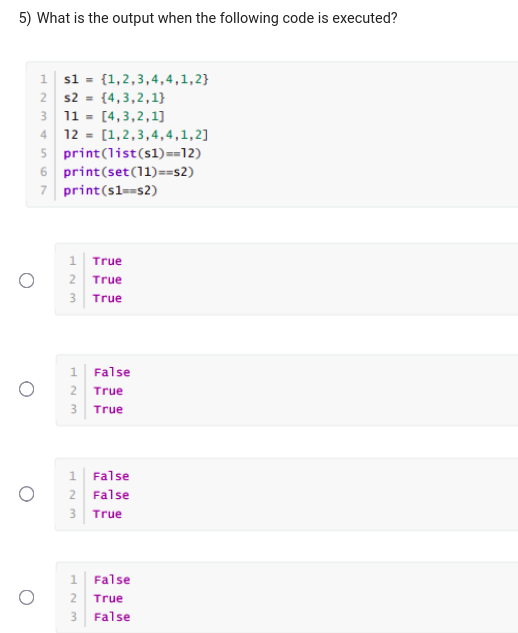 5) What is the output when the following code is executed?
1 s1 = {1,2,3,4,4,1,2}
2 s2 = {4,3,2,1}
3 l1 = [4,3,2,1]
4 l2 = [1,2,3,4,4,1,2]
5 print(list(s1)==l2)
6 print(set(l1)==s2)
7 print(s1==s2)
1 True
2 True
3 True
1 False
2 True
3 True
1 False
2 False
3 True
1 False
2 True
3 False